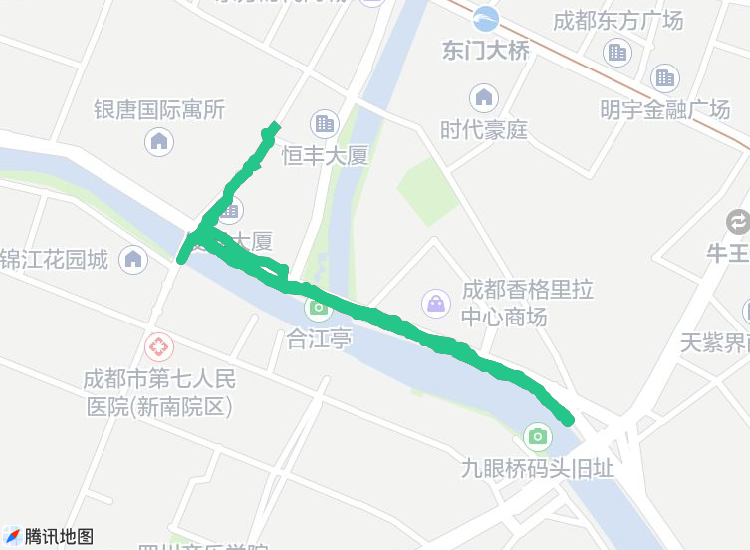 成都东方广场
东门大桥
银唐国际寓所
明宇金融广场
时代豪庭
恒丰大厦
大厦
锦江花园城
牛王
成都香格里拉
中心商场
合江亭
天紫界
成都市第七人民
医院(新南院区)
九眼桥码头旧址
腾讯地图